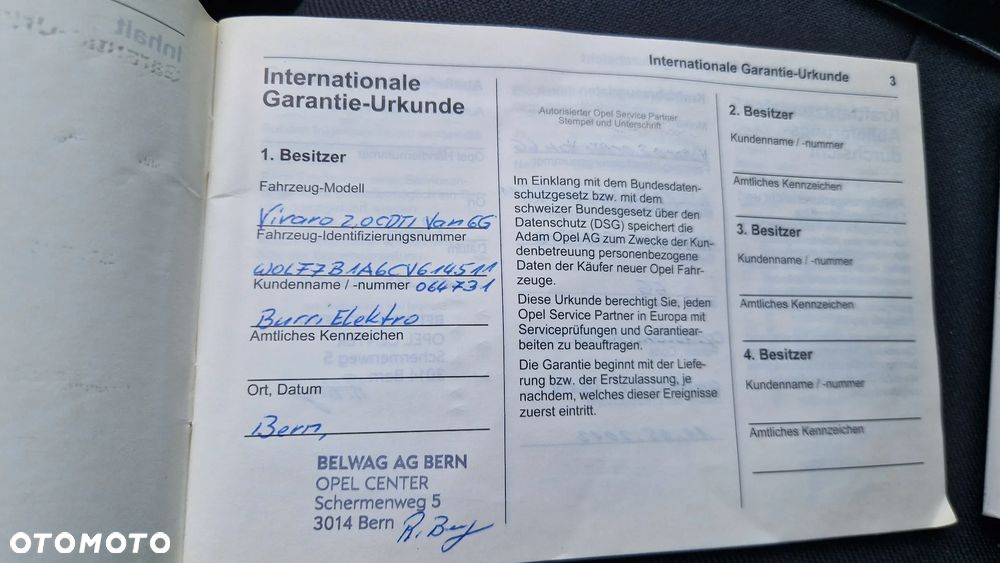 Inhalt
Internationale Garantie-Urkunde 3
Internationale
Garantie-Urkunde
1. Besitzer
Fahrzeug-Modell
Vivaro 2.0CDTI Van 6G
Fahrzeug-Identifizierungsnummer
W0LF7B1A6CV614511
Kundenname / -nummer 064731
Burri Elektro
Amtliches Kennzeichen
Ort, Datum
Bern,
BELWAG AG BERN
OPEL CENTER
Schermenweg 5
3014 Bern
Autorisierter Opel Service Partner
Stempel und Unterschrift
Im Einklang mit dem Bundesdaten-
schutzgesetz bzw. mit dem
schweizer Bundesgesetz über den
Datenschutz (DSG) speichert die
Adam Opel AG zum Zwecke der Kun-
denbetreuung personenbezogene
Daten der Käufer neuer Opel Fahr-
zeuge.
Diese Urkunde berechtigt Sie, jeden
Opel Service Partner in Europa mit
Serviceprüfungen und Garantiear-
beiten zu beauftragen.
Die Garantie beginnt mit der Liefe-
rung bzw. der Erstzulassung, je
nachdem, welches dieser Ereignisse
zuerst eintritt.
2. Besitzer
Kundenname / -nummer
Amtliches Kennzeichen
3. Besitzer
Kundenname / -nummer
Amtliches Kennzeichen
4. Besitzer
Kundenname / -nummer
Amtliches Kennzeichen
OTOMOTO